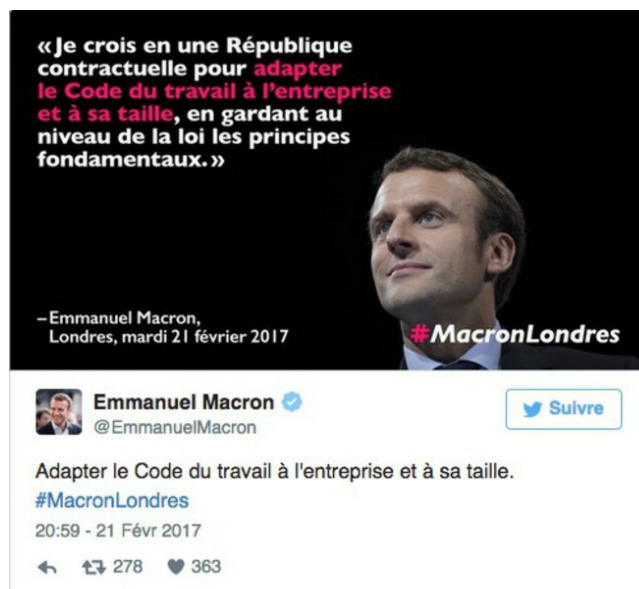 «Je crois en une République
contractuelle pour adapter
le Code du travail à l'entreprise
et à sa taille, en gardant au
niveau de la loi les principes
fondamentaux.»
–Emmanuel Macron,
Londres, mardi 21 février 2017
#MacronLondres
Emmanuel Macron
@EmmanuelMacron
Suivre
Adapter le Code du travail à l'entreprise et à sa taille.
#MacronLondres
20:59 - 21 Févr 2017
278 363